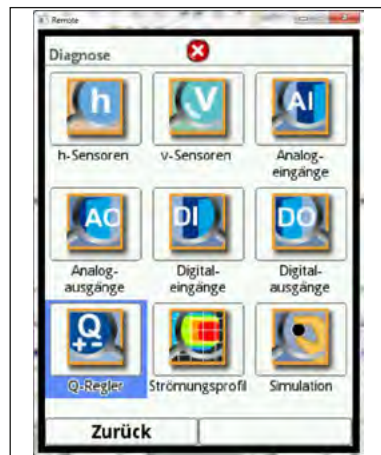 Remote
Diagnose
h
V
AI
h-Sensoren
v-Sensoren
Analog-
eingänge
AO
DI
DO
Analog-
ausgänge
Digital-
eingänge
Digital-
ausgänge
Q
+-
Q-Regler
Strömungsprofil
Simulation
Zurück